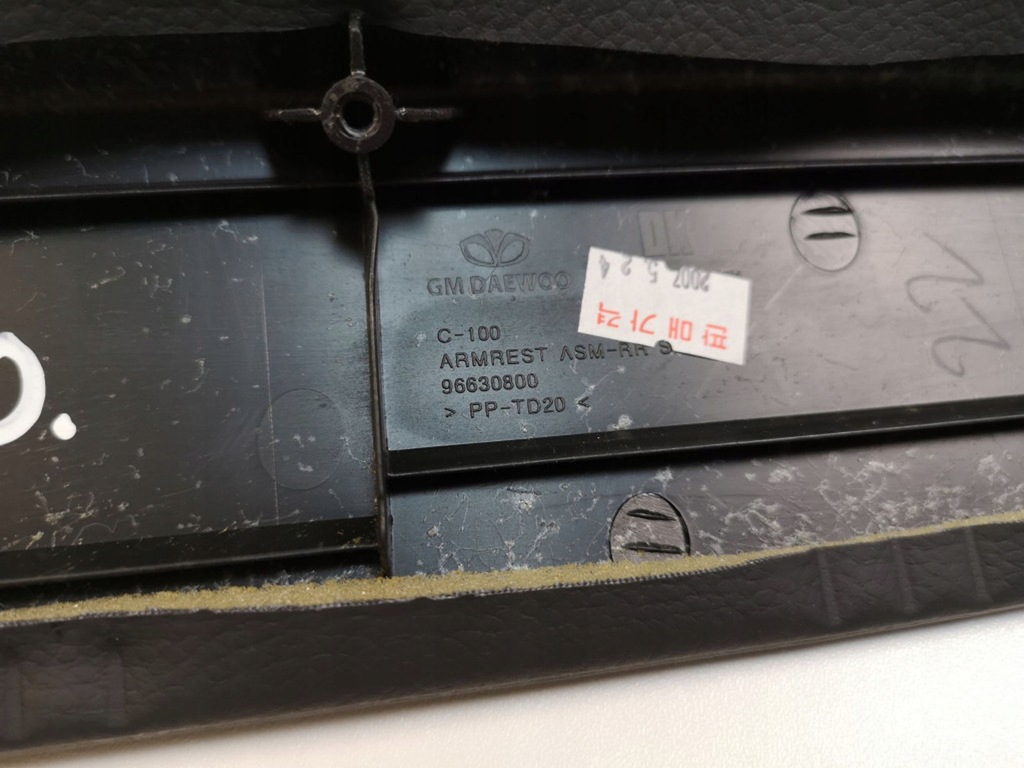 GM DAEWOO
C-100
ARMREST ASM-RR
96630800
> PP-TD20 <
2007 5 2 4
판매가격